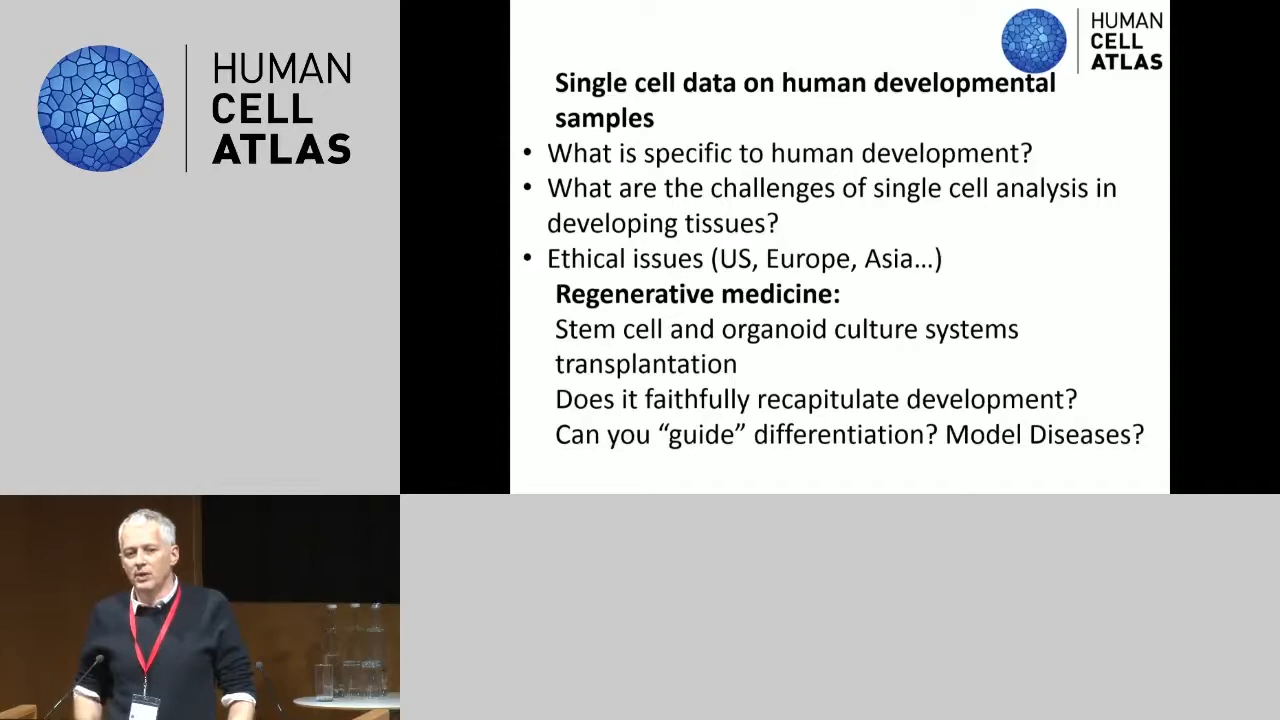 HUMAN
CELL
ATLAS
HUMAN
CELL
ATLAS
Single cell data on human developmental
samples
• What is specific to human development?
• What are the challenges of single cell analysis in
developing tissues?
• Ethical issues (US, Europe, Asia…)
Regenerative medicine:
Stem cell and organoid culture systems
transplantation
Does it faithfully recapitulate development?
Can you “guide” differentiation? Model Diseases?